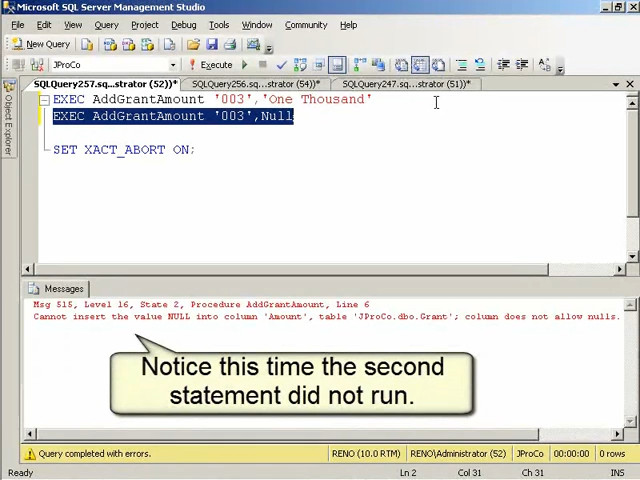 Microsoft SQL Server Management Studio
File Edit View Query Project Debug Tools Window Community Help
New Query
JProCo Execute
SQLQuery257.sq...strator (52))* SQLQuery256.sq...strator (54))* SQLQuery247.sq...strator (51))*
Object Explorer
EXEC AddGrantAmount '003','One Thousand'
EXEC AddGrantAmount '003',Null;
SET XACT_ABORT ON;
Messages
Msg 515, Level 16, State 2, Procedure AddGrantAmount, Line 6
Cannot insert the value NULL into column 'Amount', table 'JProCo.dbo.Grant'; column does not allow nulls.
Notice this time the second
statement did not run.
Query completed with errors. RENO (10.0 RTM) RENO\Administrator (52) JProCo 00:00:00 0 rows
Ready Ln 2 Col 31 Ch 31 INS